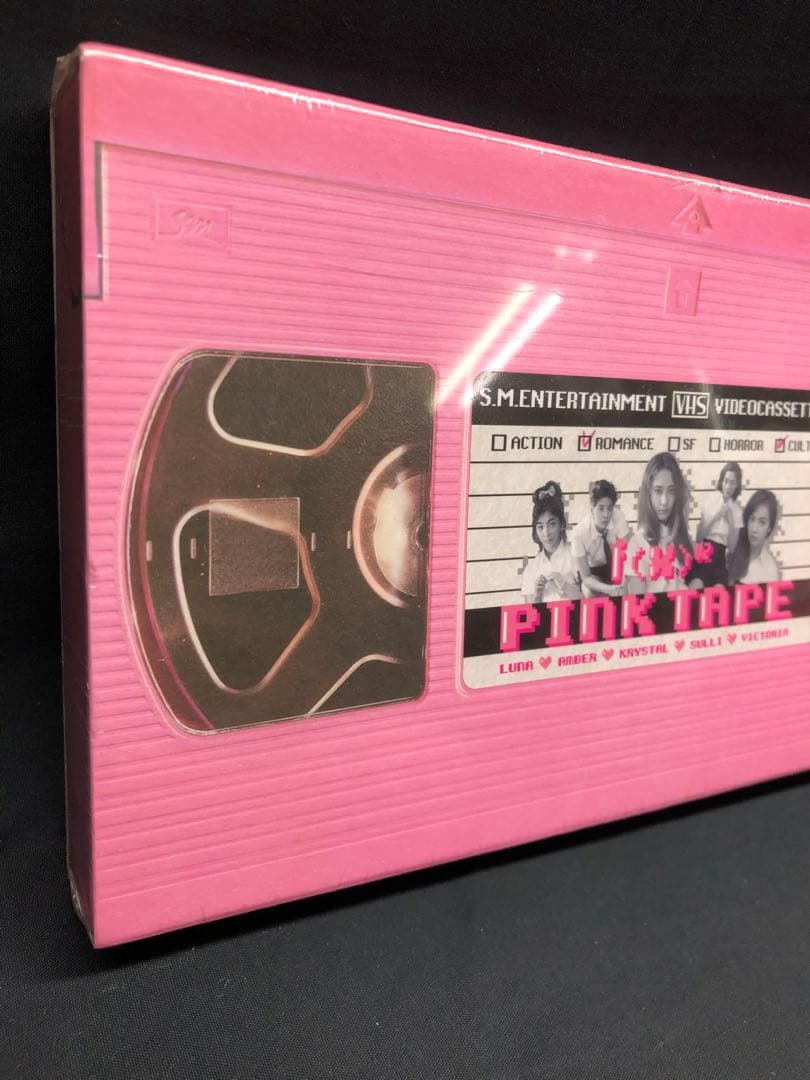 SM
S.M.ENTERTAINMENT VHS VIDEOCASSETT
ACTION ROMANCE SF HORROR CULT
f(x)
PINK TAPE
LUNA AMBER KRYSTAL SULLI VICTORIA